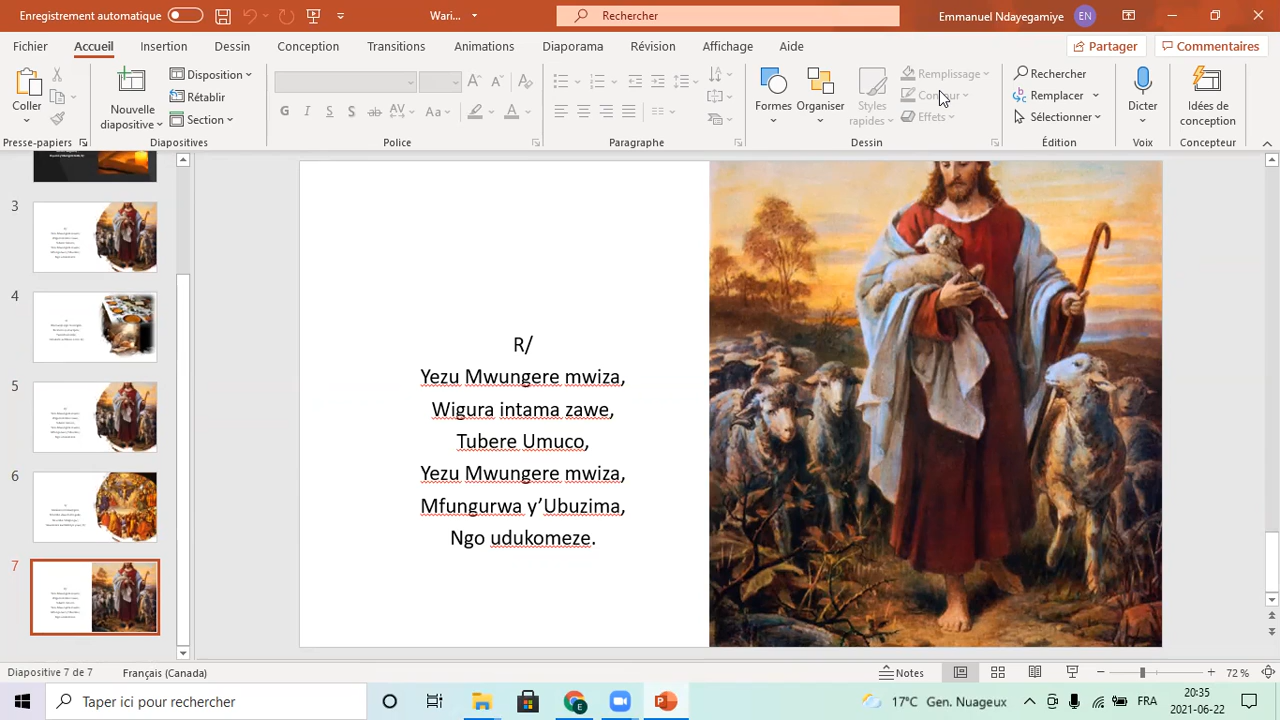 Enregistrement automatique
Wari...
Rechercher
Emmanuel Ndayegamiye
EN
Fichier
Accueil
Insertion
Dessin
Conception
Transitions
Animations
Diaporama
Révision
Affichage
Aide
Partager
Commentaires
Coller
Nouvelle
diapositive
Disposition
Rétablir
Section
G
I
S
S
ab
AV
Aa
A
Formes
Organiser
Styles
rapides
Remplissage
Contour
Effets
Rechercher
Remplacer
Sélectionner
Dicter
Idées de
conception
Presse-papiers
Diapositives
Police
Paragraphe
Dessin
Édition
Voix
Concepteur
3
4
5
6
7
R/
Yezu Mwungere mwiza,
Wigura intama zawe,
Tubere Umuco,
Yezu Mwungere mwiza,
Mfungurwa y’Ubuzima,
Ngo udukomeze.
Diapositive 7 de 7
Français (Canada)
Notes
72 %
Taper ici pour rechercher
17°C Gen. Nuageux
FRA
20:35
2021-06-22